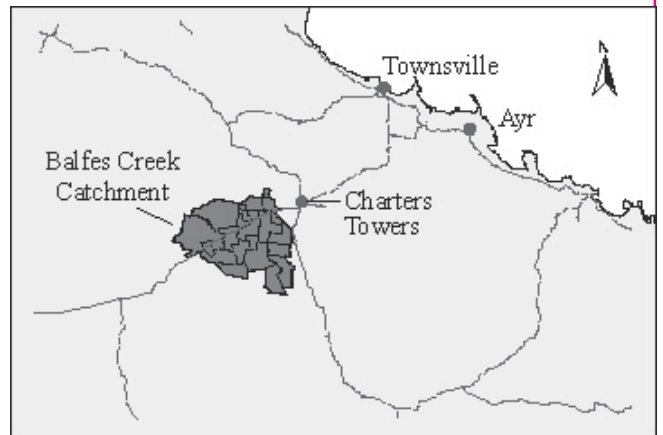 Townsville
Ayr
Balfes Creek
Catchment
Charters
Towers
N